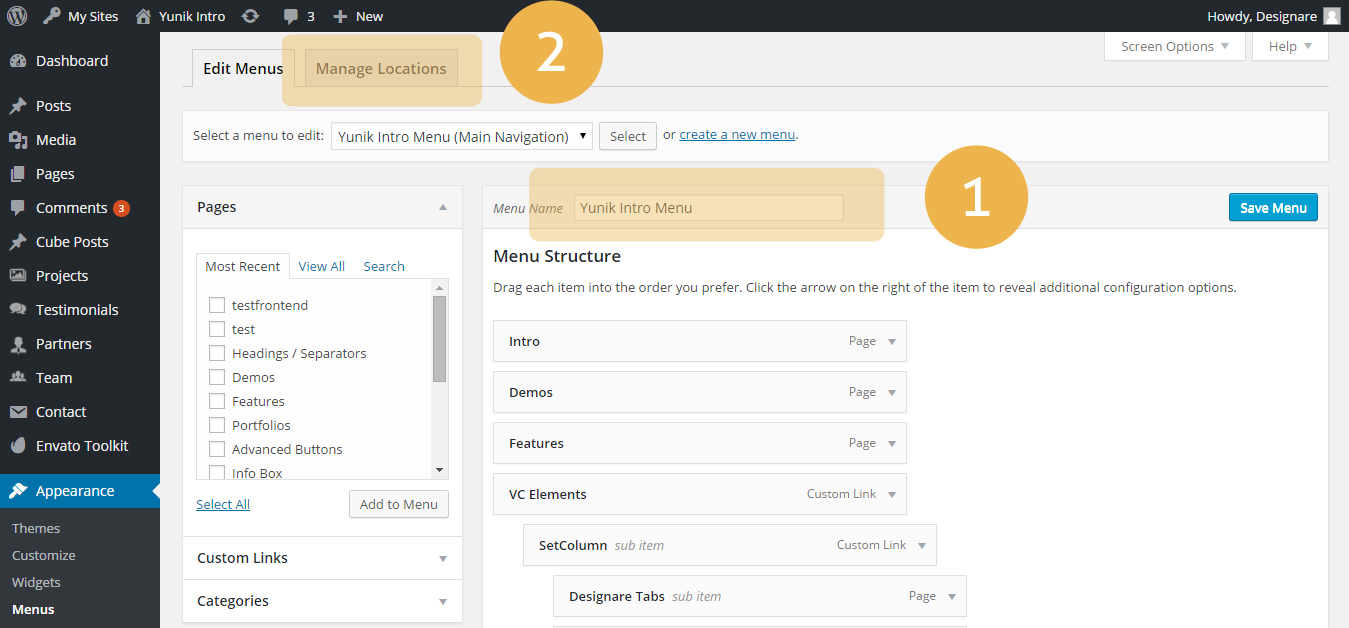 My Sites Yunik Intro 3 New Howdy, Designare
Screen Options Help
Dashboard
Posts
Media
Pages
Comments 3
Cube Posts
Projects
Testimonials
Partners
Team
Contact
Envato Toolkit
Appearance
Themes
Customize
Widgets
Menus
Edit Menus Manage Locations 2
Select a menu to edit: Yunik Intro Menu (Main Navigation) Select or create a new menu.
Pages
Most Recent View All Search
testfrontend
test
Headings / Separators
Demos
Features
Portfolios
Advanced Buttons
Info Box
Select All Add to Menu
Custom Links
Categories
Menu Name Yunik Intro Menu 1 Save Menu
Menu Structure
Drag each item into the order you prefer. Click the arrow on the right of the item to reveal additional configuration options.
Intro Page
Demos Page
Features Page
VC Elements Custom Link
SetColumn sub item Custom Link
Designare Tabs sub item Page